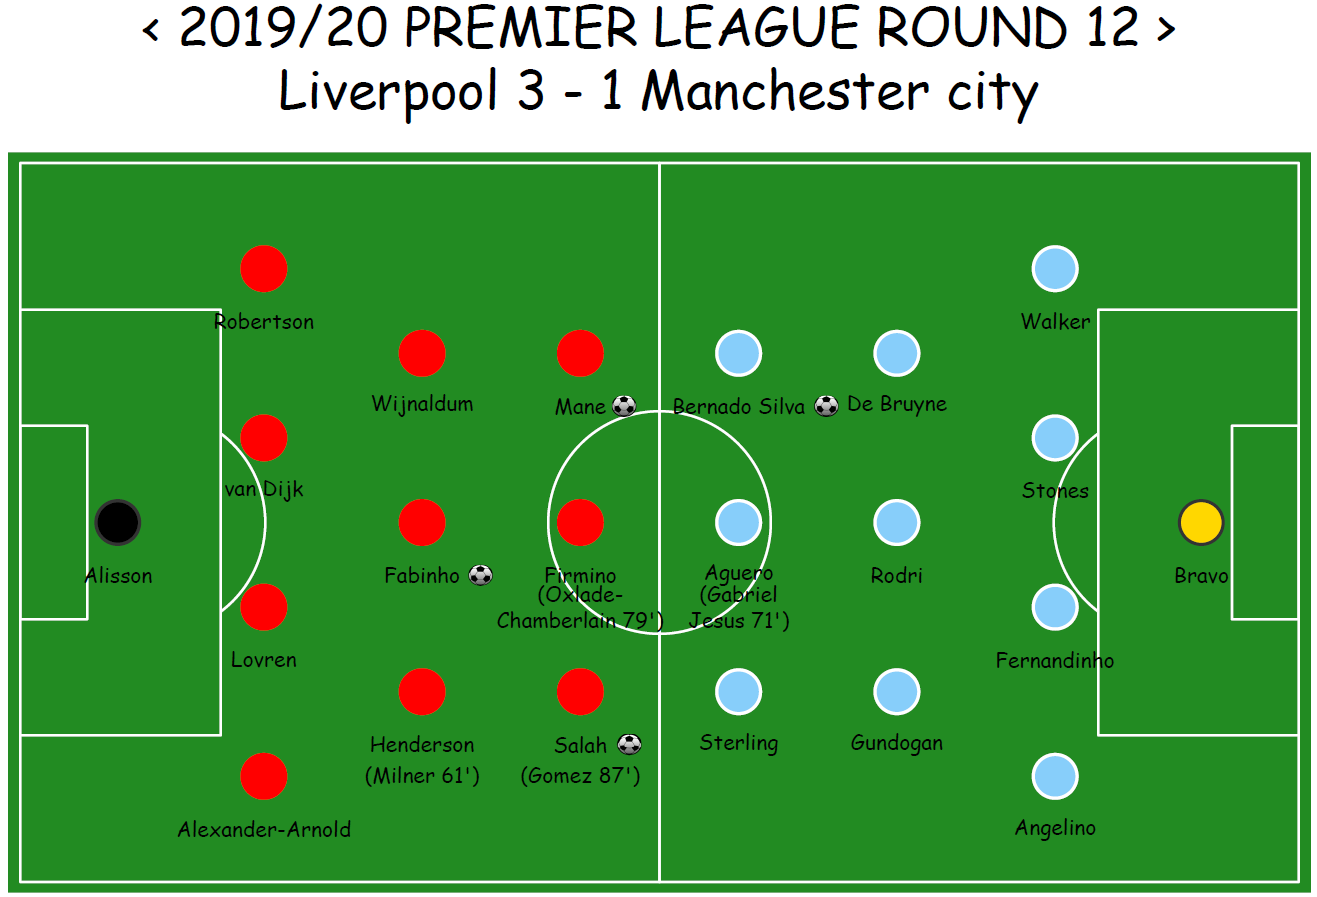 < 2019/20 PREMIER LEAGUE ROUND 12 >
Liverpool 3 - 1 Manchester city
Robertson
Walker
Wijnaldum
Mane
Bernado Silva
De Bruyne
van Dijk
Stones
Alisson
Fabinho
Firmino
(Oxlade-
Chamberlain 79')
Aguero
(Gabriel
Jesus 71')
Rodri
Bravo
Lovren
Fernandinho
Henderson
(Milner 61')
Salah
(Gomez 87')
Sterling
Gundogan
Alexander-Arnold
Angelino